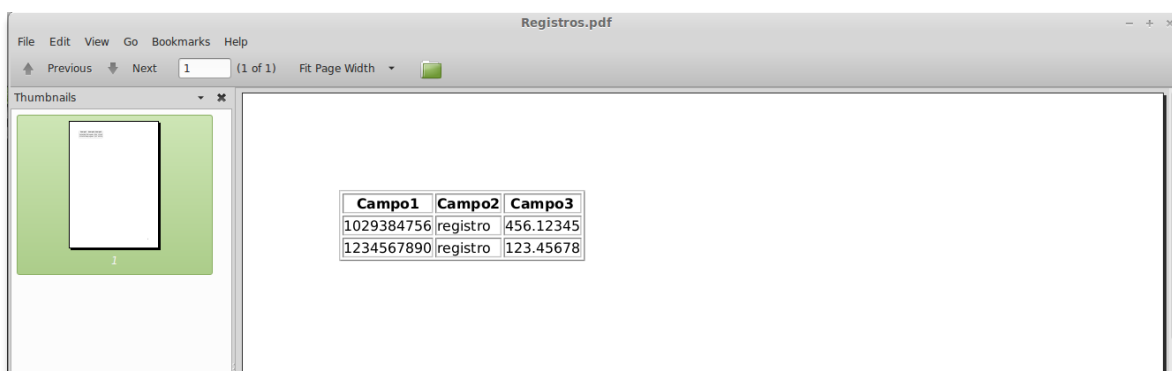 Registros.pdf
File Edit View Go Bookmarks Help
Previous Next 1 (1 of 1) Fit Page Width
Thumbnails
1
Campo1 Campo2 Campo3
1029384756 registro 456.12345
1234567890 registro 123.45678